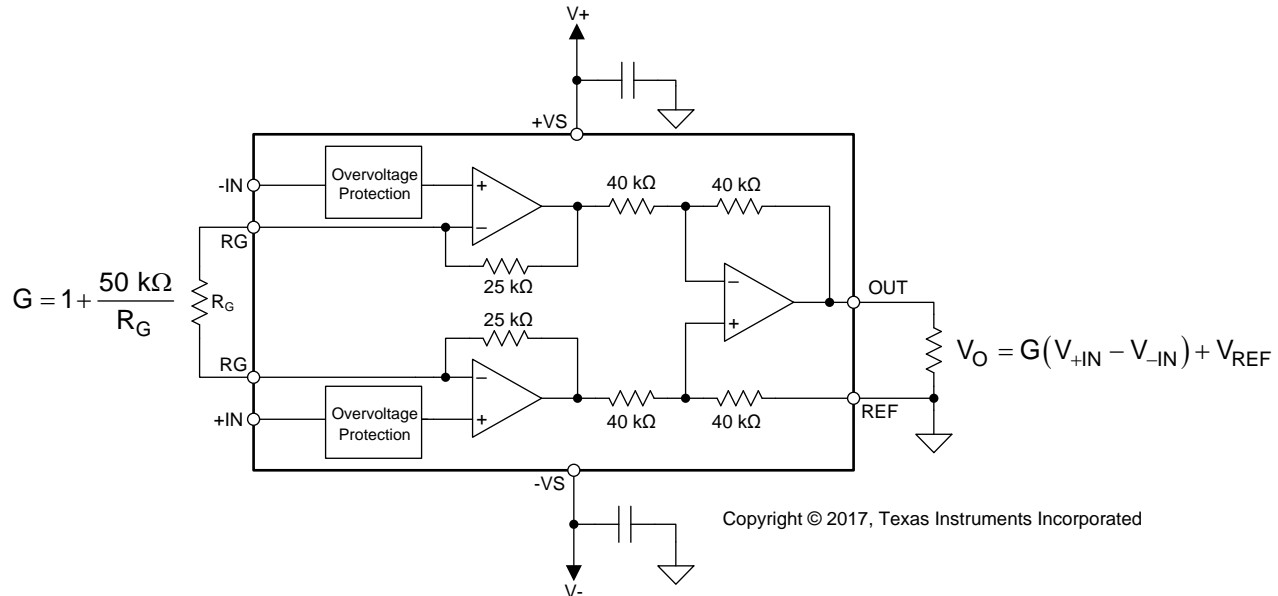 V+
+VS
-IN
Overvoltage
Protection
+
−
RG
25 kΩ
40 kΩ
40 kΩ
G = 1 + 50 kΩ / R_G
R_G
−
+
OUT
V_O = G(V_+IN − V_−IN) + V_REF
25 kΩ
RG
−
+
+IN
Overvoltage
Protection
40 kΩ
40 kΩ
REF
-VS
Copyright © 2017, Texas Instruments Incorporated
V-